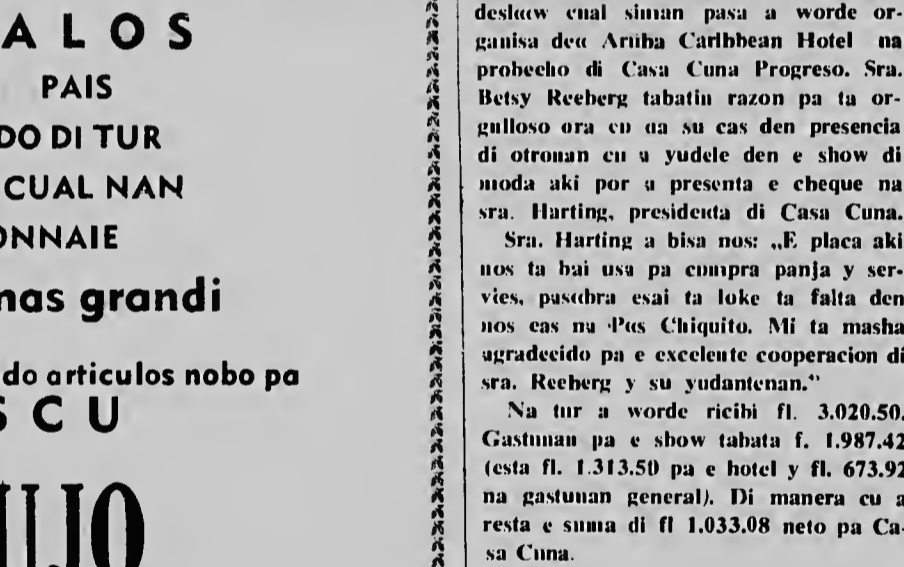 ALOS
PAIS
DO DI TUR
CUAL NAN
ONNAIE
mas grandi
do articulos nobo pa
S C U
UJO
desluw cual siman pasa a worde or-
ganisa den Aruba Caribbean Hotel na
probecho di Casa Cuna Progreso. Sra.
Betsy Reeberg tabatin razon pa ta or-
gulloso ora cu na su cas den presencia
di otronan cu a yudele den e show di
moda aki por a presenta e cheque na
sra. Harting, presidenta di Casa Cuna.
Sra. Harting a bisa nos: „E placa aki
nos ta bai usa pa cumpra panja y ser-
vies, pasobra esai ta loke ta falta den
nos cas na Pas Chiquito. Mi ta masha
agradecido pa e excelente cooperacion di
sra. Reeberg y su yudantenan."
Na tur a worde ricibi fl. 3.020.50.
Gastunan pa e show tabata f. 1.987.42
(esta fl. 1.313.50 pa e hotel y fl. 673.92
na gastunan general). Di manera cu a
resta e suma di fl 1.033.08 neto pa Ca-
sa Cuna.